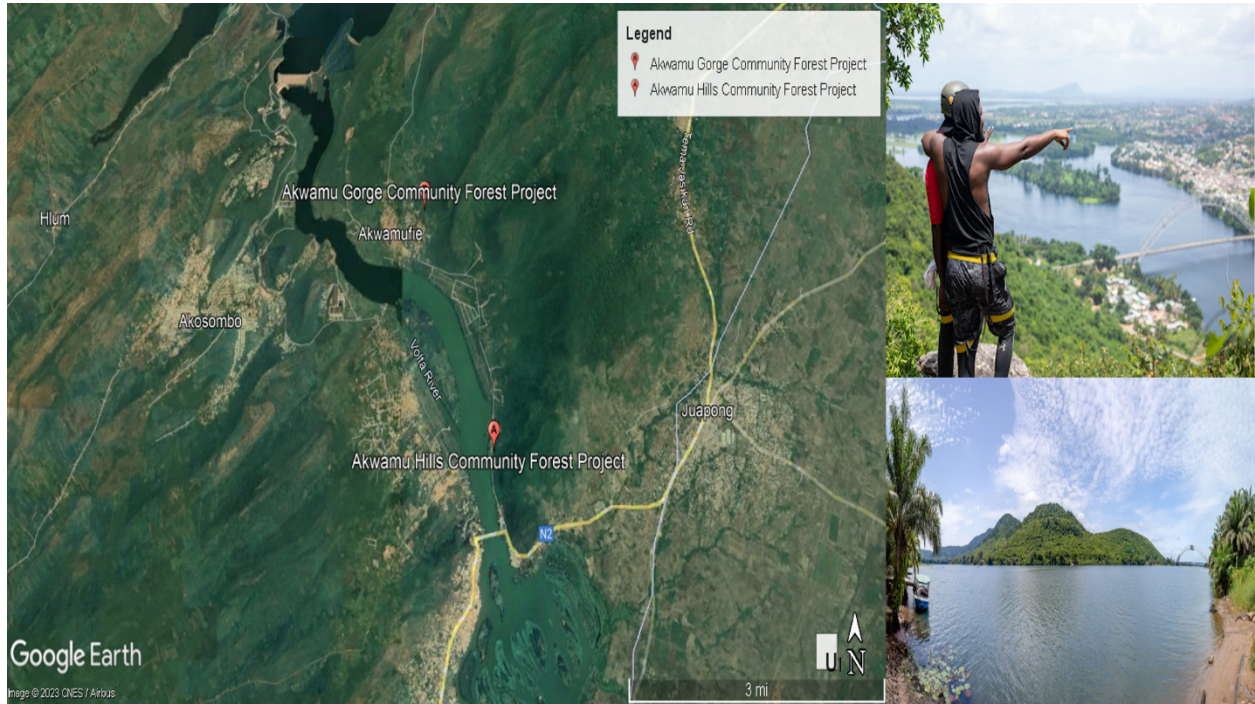 Legend
Akwamu Gorge Community Forest Project
Akwamu Hills Community Forest Project
Akwamu Gorge Community Forest Project
Hlum
Akwamufie
Akosombo
Volta River
Juapong
A
Akwamu Hills Community Forest Project
N2
Google Earth
Image © 2023 CNES / Airbus
N
3 mi